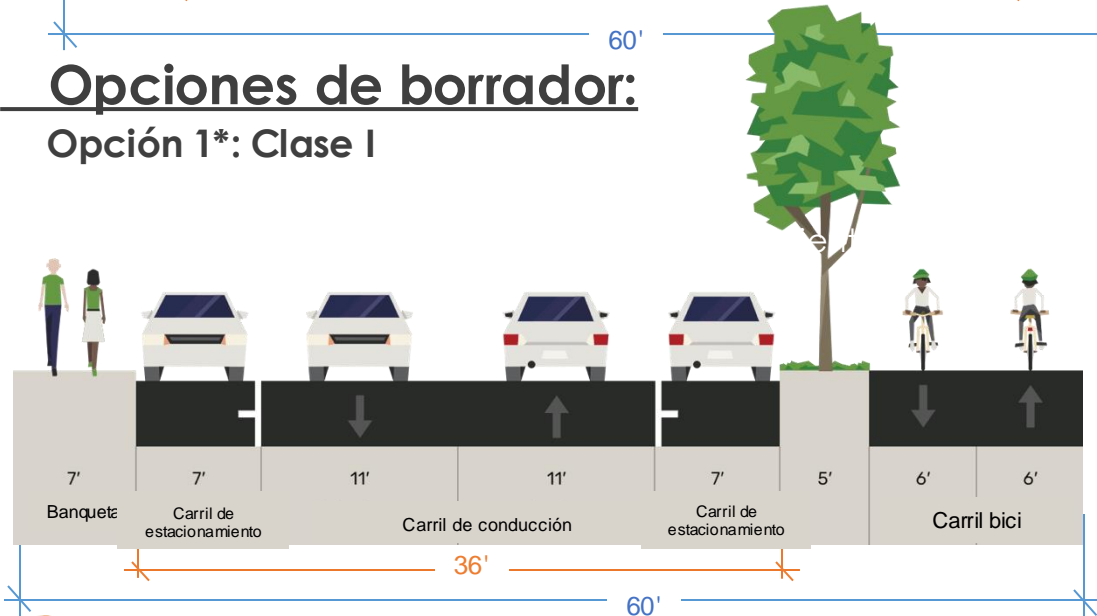 60'
Opciones de borrador:
Opción 1*: Clase I
7' 7' 11' 11' 7' 5' 6' 6'
Banqueta
Carril de
estacionamiento
Carril de conducción
Carril de
estacionamiento
Carril bici
36'
60'